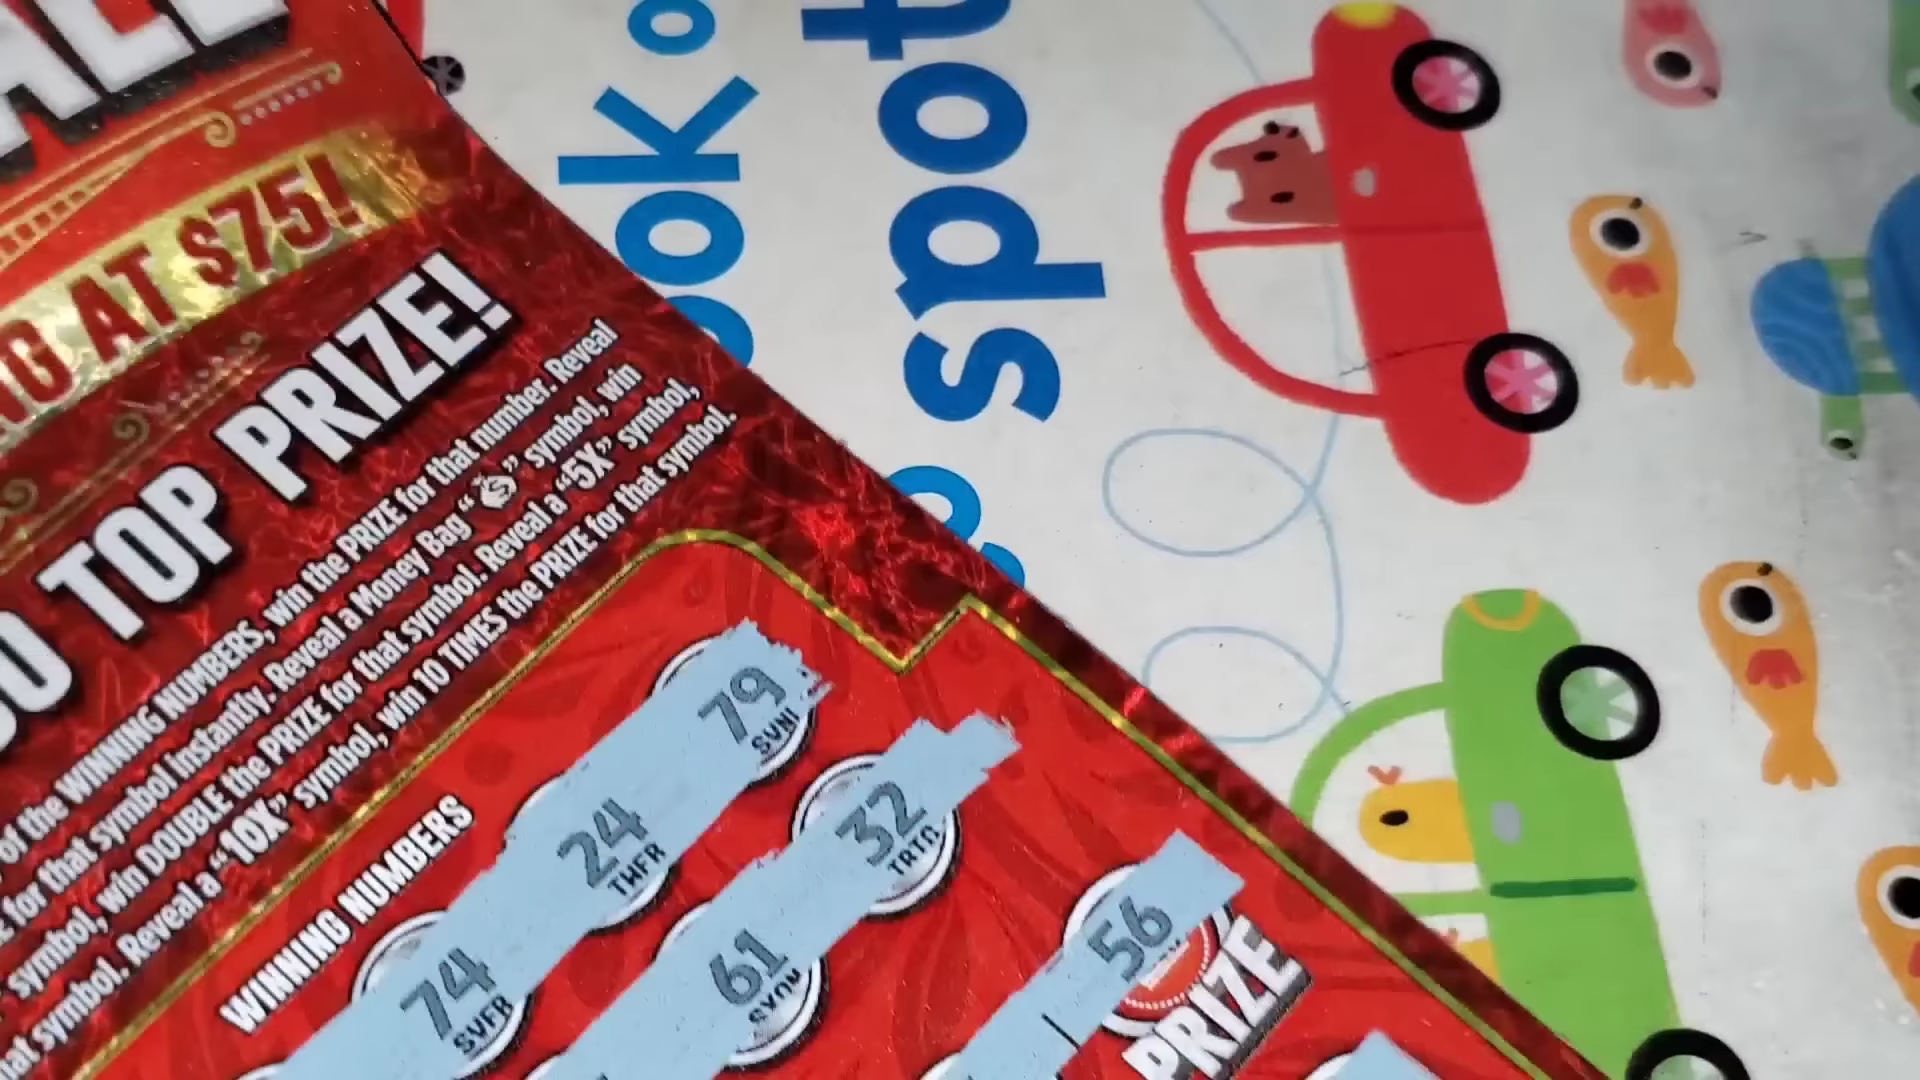 G AT $75!
TOP PRIZE!
of the WINNING NUMBERS, win the PRIZE for that number. Reveal
for that symbol instantly. Reveal a Money Bag “ ” symbol, win
symbol, win DOUBLE the PRIZE for that symbol. Reveal a “5X” symbol,
that symbol. Reveal a “10X” symbol, win 10 TIMES the PRIZE for that symbol.
WINNING NUMBERS
74 24 79
SVFR THFR SVNI
61 32
SYON TRTO
56
PRIZE
spot